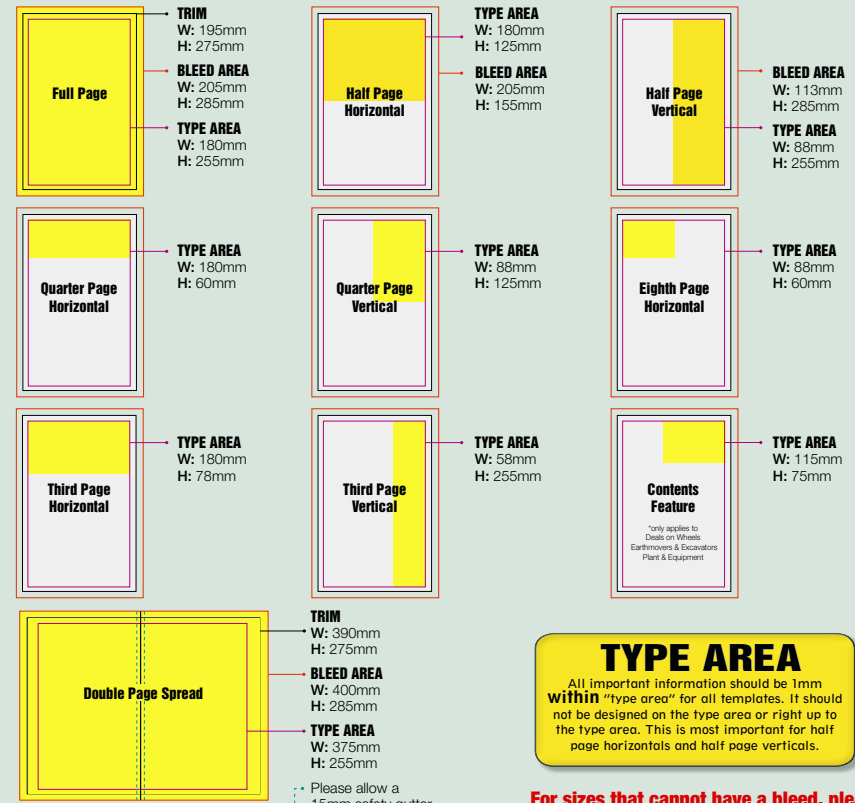 Full Page
TRIM
W: 195mm
H: 275mm
BLEED AREA
W: 205mm
H: 285mm
TYPE AREA
W: 180mm
H: 255mm
Half Page
Horizontal
TYPE AREA
W: 180mm
H: 125mm
BLEED AREA
W: 205mm
H: 155mm
Half Page
Vertical
BLEED AREA
W: 113mm
H: 285mm
TYPE AREA
W: 88mm
H: 255mm
Quarter Page
Horizontal
TYPE AREA
W: 180mm
H: 60mm
Quarter Page
Vertical
TYPE AREA
W: 88mm
H: 125mm
Eighth Page
Horizontal
TYPE AREA
W: 88mm
H: 60mm
Third Page
Horizontal
TYPE AREA
W: 180mm
H: 78mm
Third Page
Vertical
TYPE AREA
W: 58mm
H: 255mm
Contents
Feature
*only applies to
Deals on Wheels
Earthmovers & Excavators
Plant & Equipment
TYPE AREA
W: 115mm
H: 75mm
Double Page Spread
TRIM
W: 390mm
H: 275mm
BLEED AREA
W: 400mm
H: 285mm
TYPE AREA
W: 375mm
H: 255mm
Please allow a
15mm safety gutter
TYPE AREA
All important information should be 1mm
within "type area" for all templates. It should
not be designed on the type area or right up to
the type area. This is most important for half
page horizontals and half page verticals.
For sizes that cannot have a bleed,